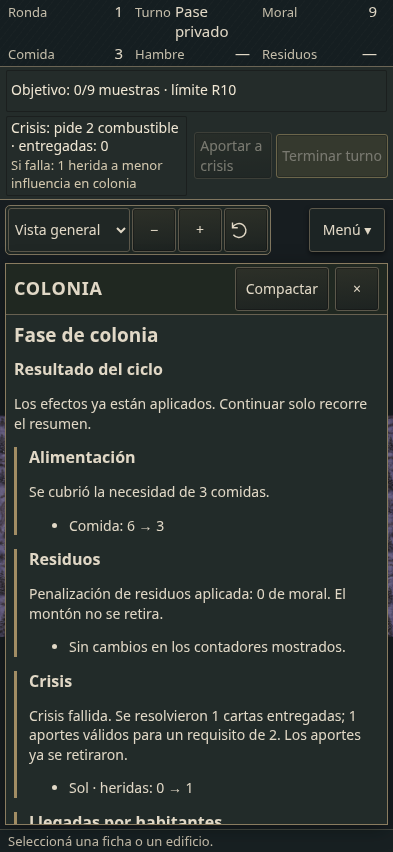 Ronda 1 Turno Pase privado Moral 9
Comida 3 Hambre — Residuos —
Objetivo: 0/9 muestras · límite R10
Crisis: pide 2 combustible
· entregadas: 0
Si falla: 1 herida a menor
influencia en colonia
Aportar a
crisis
Terminar turno
Vista general − + Menú ▾
COLONIA Compactar ×
Fase de colonia
Resultado del ciclo
Los efectos ya están aplicados. Continuar solo recorre
el resumen.
Alimentación
Se cubrió la necesidad de 3 comidas.
• Comida: 6 → 3
Residuos
Penalización de residuos aplicada: 0 de moral. El
montón no se retira.
• Sin cambios en los contadores mostrados.
Crisis
Crisis fallida. Se resolvieron 1 cartas entregadas; 1
aportes válidos para un requisito de 2. Los aportes
ya se retiraron.
• Sol · heridas: 0 → 1
Llegadas por habitantes
Seleccioná una ficha o un edificio.